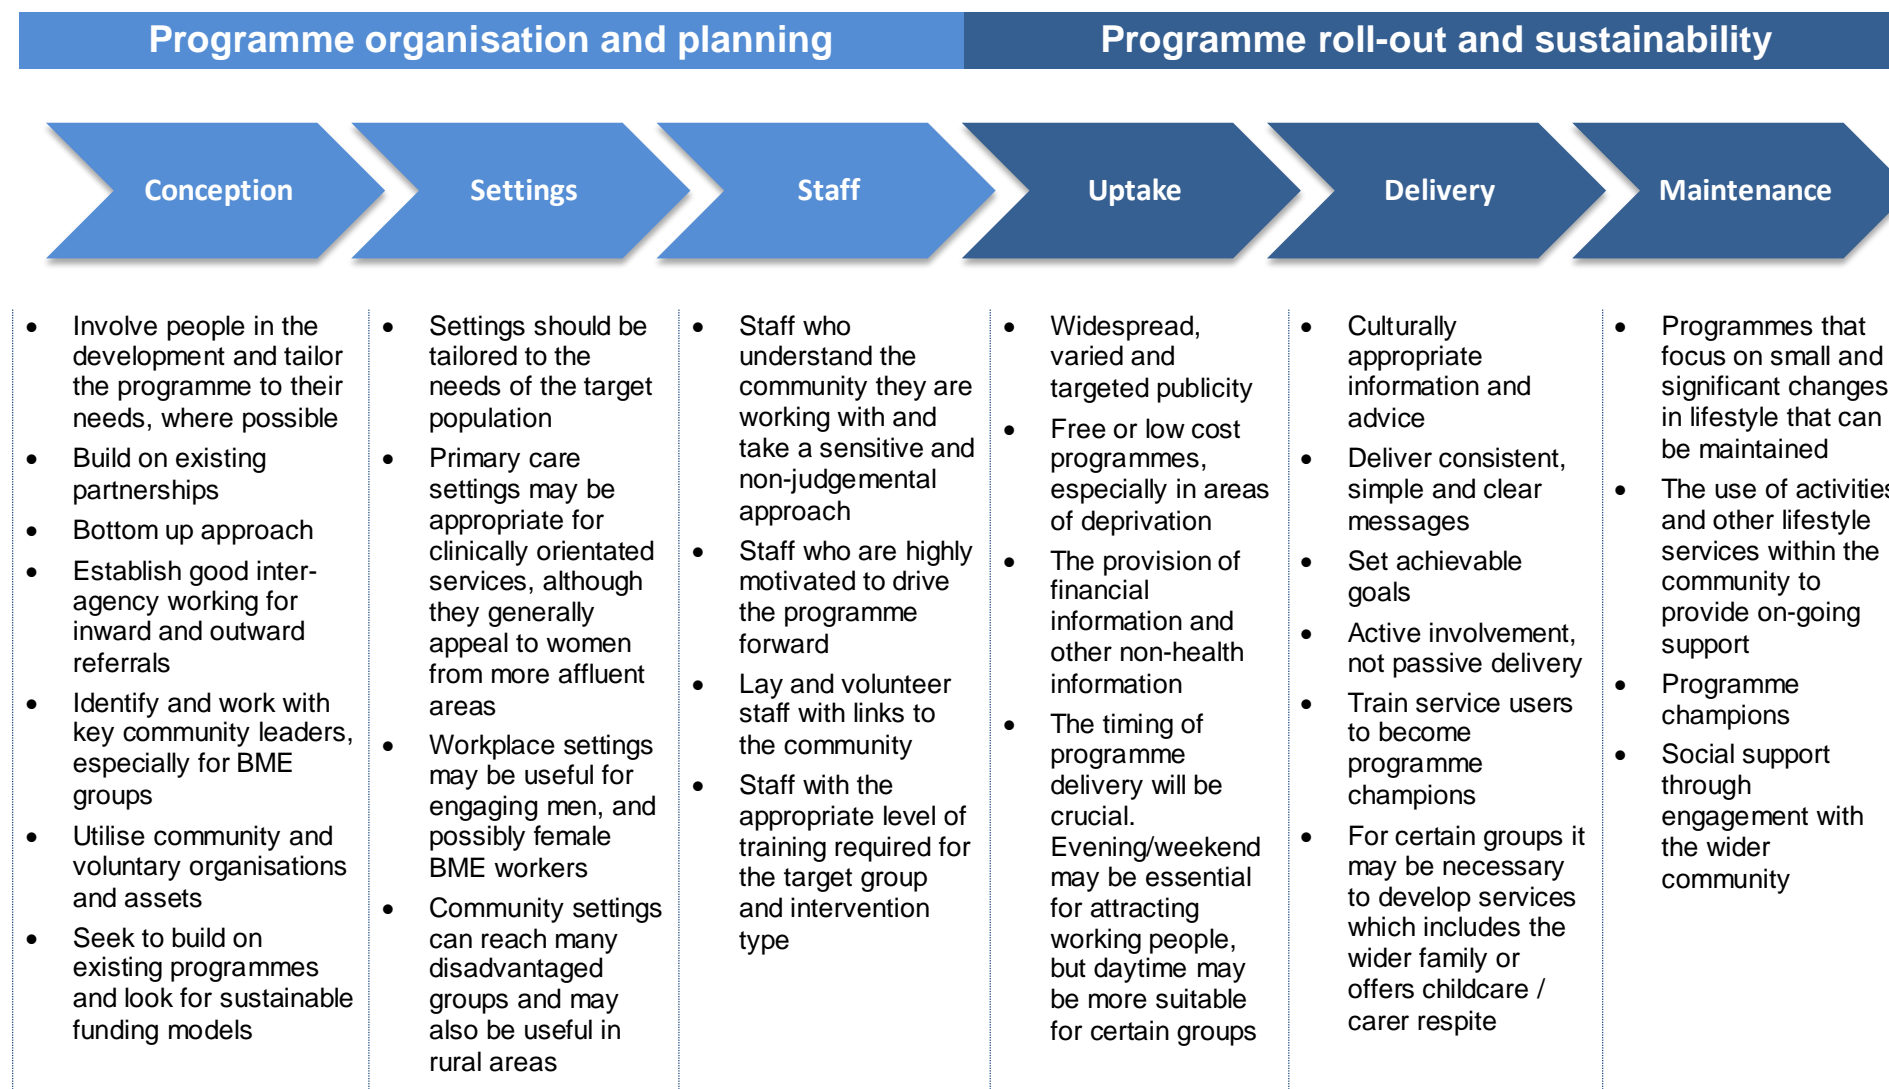 Programme organisation and planning
Programme roll-out and sustainability
Conception
Settings
Staff
Uptake
Delivery
Maintenance
• Involve people in the
development and tailor
the programme to their
needs, where possible
• Build on existing
partnerships
• Bottom up approach
• Establish good inter-
agency working for
inward and outward
referrals
• Identify and work with
key community leaders,
especially for BME
groups
• Utilise community and
voluntary organisations
and assets
• Seek to build on
existing programmes
and look for sustainable
funding models
• Settings should be
tailored to the
needs of the target
population
• Primary care
settings may be
appropriate for
clinically orientated
services, although
they generally
appeal to women
from more affluent
areas
• Workplace settings
may be useful for
engaging men, and
possibly female
BME workers
• Community settings
can reach many
disadvantaged
groups and may
also be useful in
rural areas
• Staff who
understand the
community they are
working with and
take a sensitive and
non-judgemental
approach
• Staff who are highly
motivated to drive
the programme
forward
• Lay and volunteer
staff with links to
the community
• Staff with the
appropriate level of
training required for
the target group
and intervention
type
• Widespread,
varied and
targeted publicity
• Free or low cost
programmes,
especially in areas
of deprivation
• The provision of
financial
information and
other non-health
information
• The timing of
programme
delivery will be
crucial.
Evening/weekend
may be essential
for attracting
working people,
but daytime may
be more suitable
for certain groups
• Culturally
appropriate
information and
advice
• Deliver consistent,
simple and clear
messages
• Set achievable
goals
• Active involvement,
not passive delivery
• Train service users
to become
programme
champions
• For certain groups it
may be necessary
to develop services
which includes the
wider family or
offers childcare /
carer respite
• Programmes that
focus on small and
significant changes
in lifestyle that can
be maintained
• The use of activities
and other lifestyle
services within the
community to
provide on-going
support
• Programme
champions
• Social support
through
engagement with
the wider
community